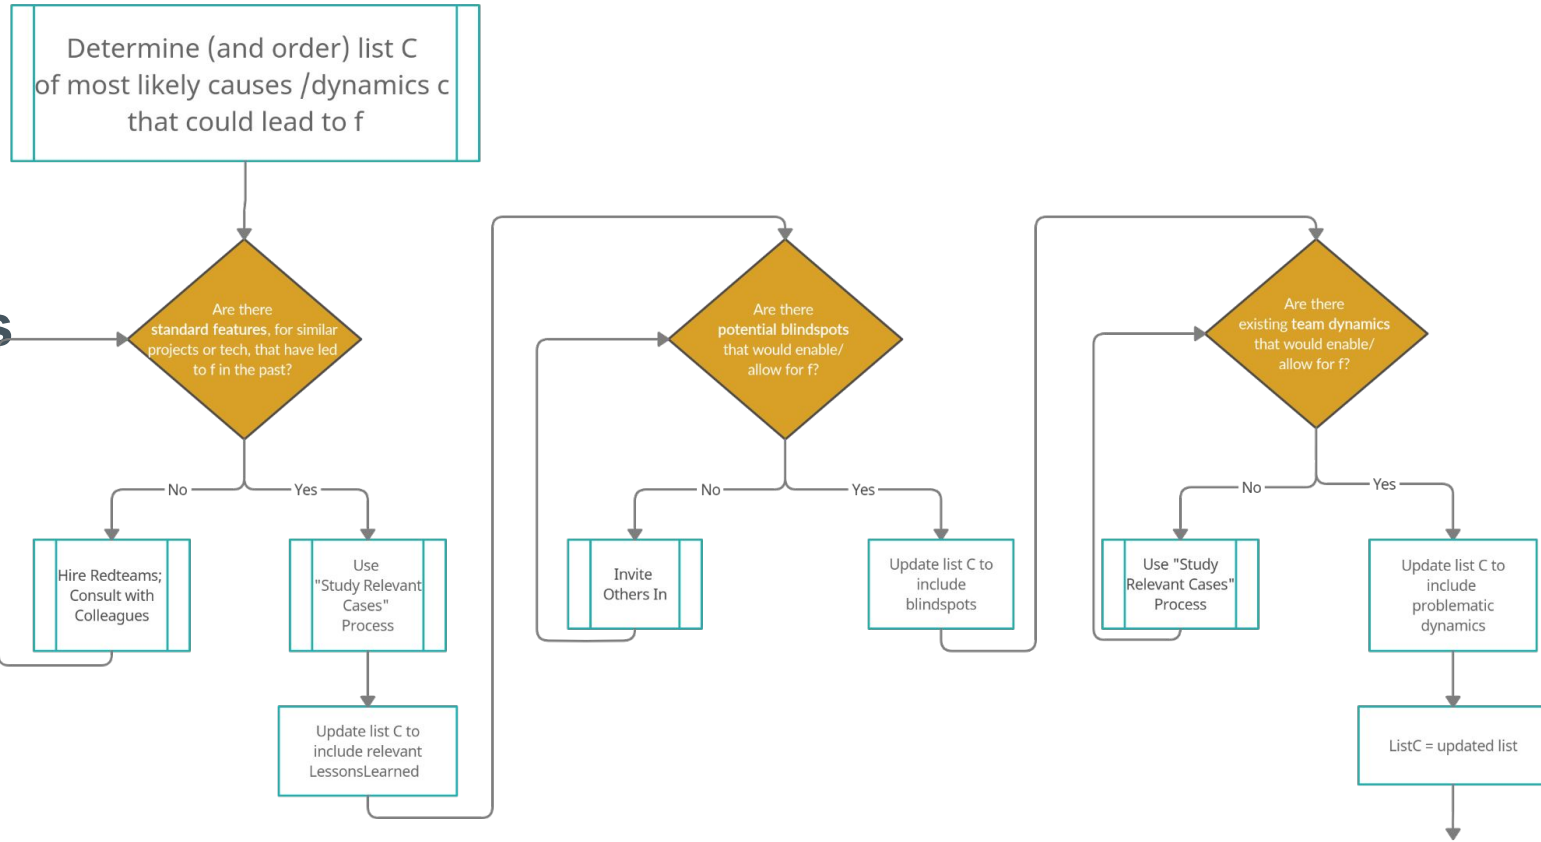 Determine (and order) list C
of most likely causes /dynamics c
that could lead to f
s
Are there
standard features, for similar
projects or tech, that have led
to f in the past?
No
Yes
Hire Redteams;
Consult with
Colleagues
Use
"Study Relevant
Cases"
Process
Update list C to
include relevant
LessonsLearned
Are there
potential blindspots
that would enable/
allow for f?
No
Yes
Invite
Others In
Update list C to
include
blindspots
Are there
existing team dynamics
that would enable/
allow for f?
No
Yes
Use "Study
Relevant Cases"
Process
Update list C to
include
problematic
dynamics
ListC = updated list